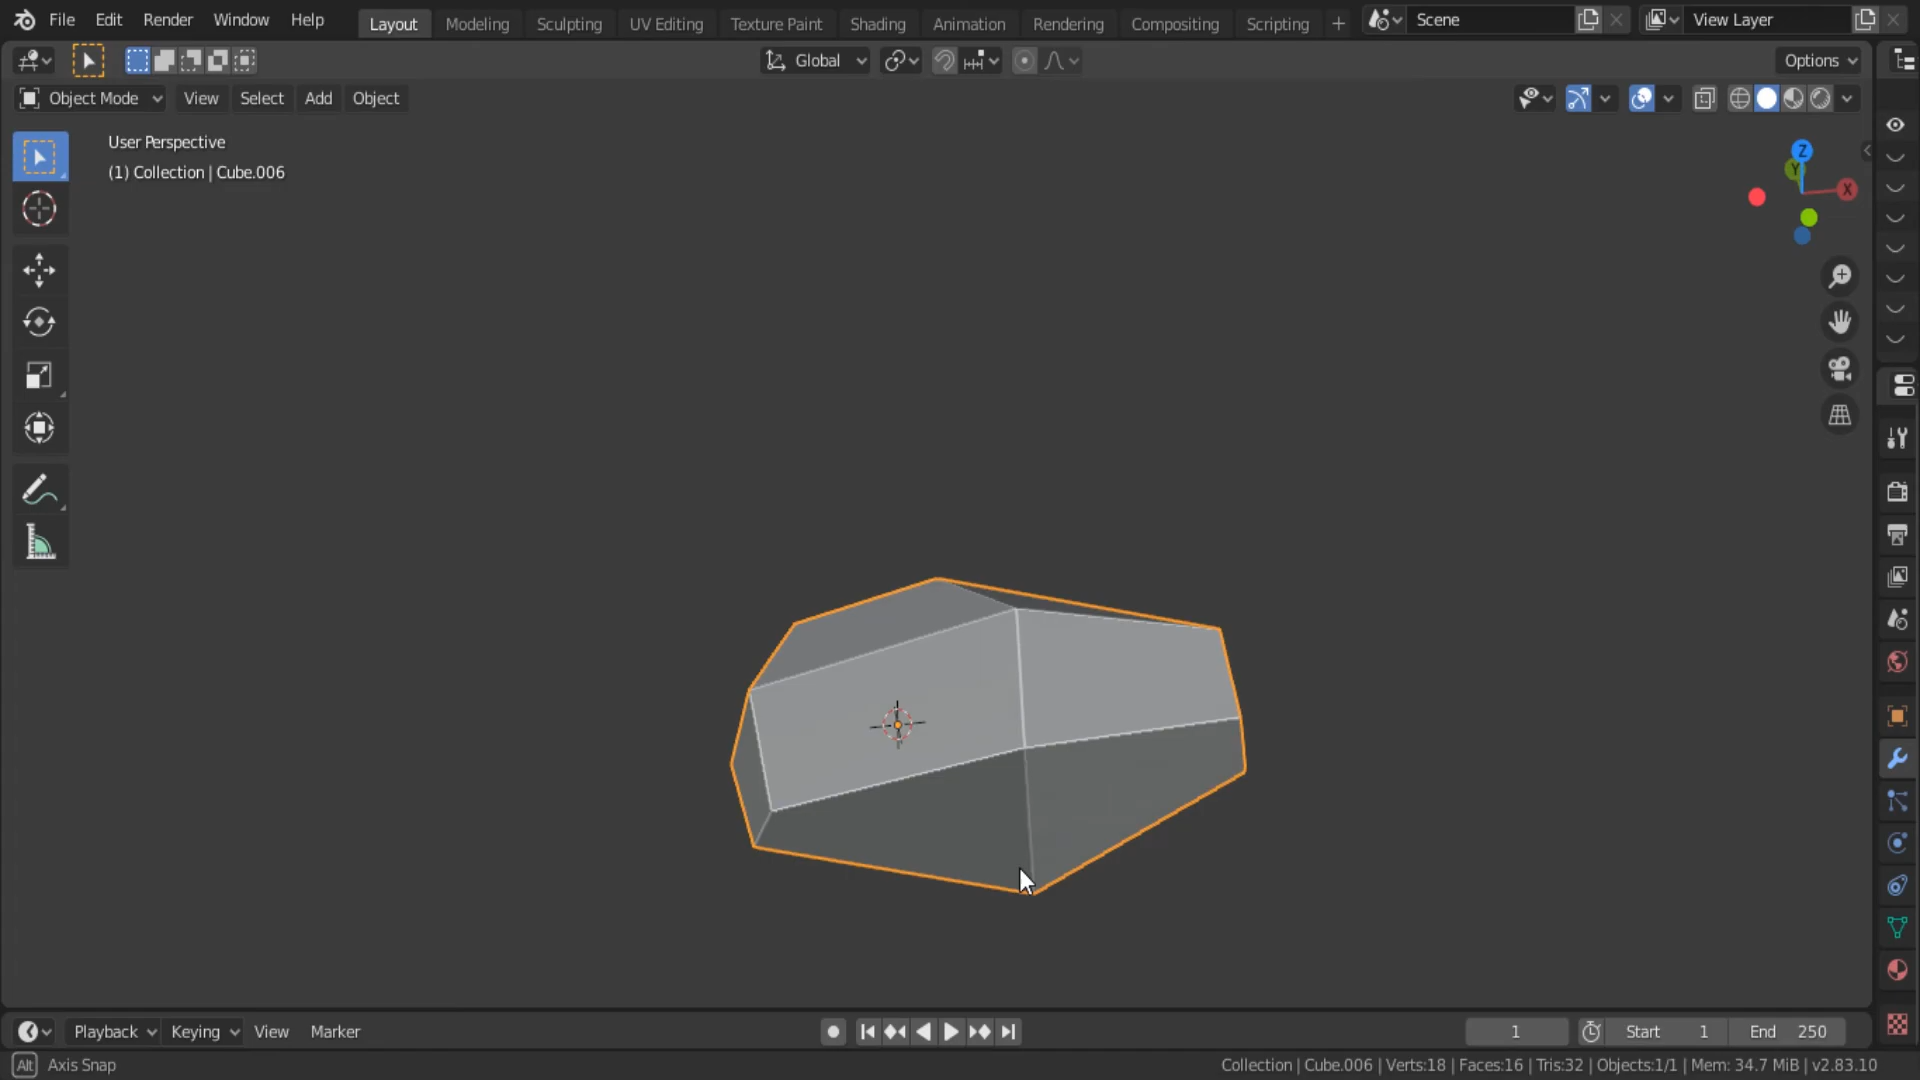 File Edit Render Window Help Layout Modeling Sculpting UV Editing Texture Paint Shading Animation Rendering Compositing Scripting + Scene View Layer
Global Options
Object Mode View Select Add Object
User Perspective
(1) Collection | Cube.006
Z
Y
X
Playback Keying View Marker 1 Start 1 End 250
Alt Axis Snap Collection | Cube.006 | Verts:18 | Faces:16 | Tris:32 | Objects:1/1 | Mem: 34.7 MiB | v2.83.10